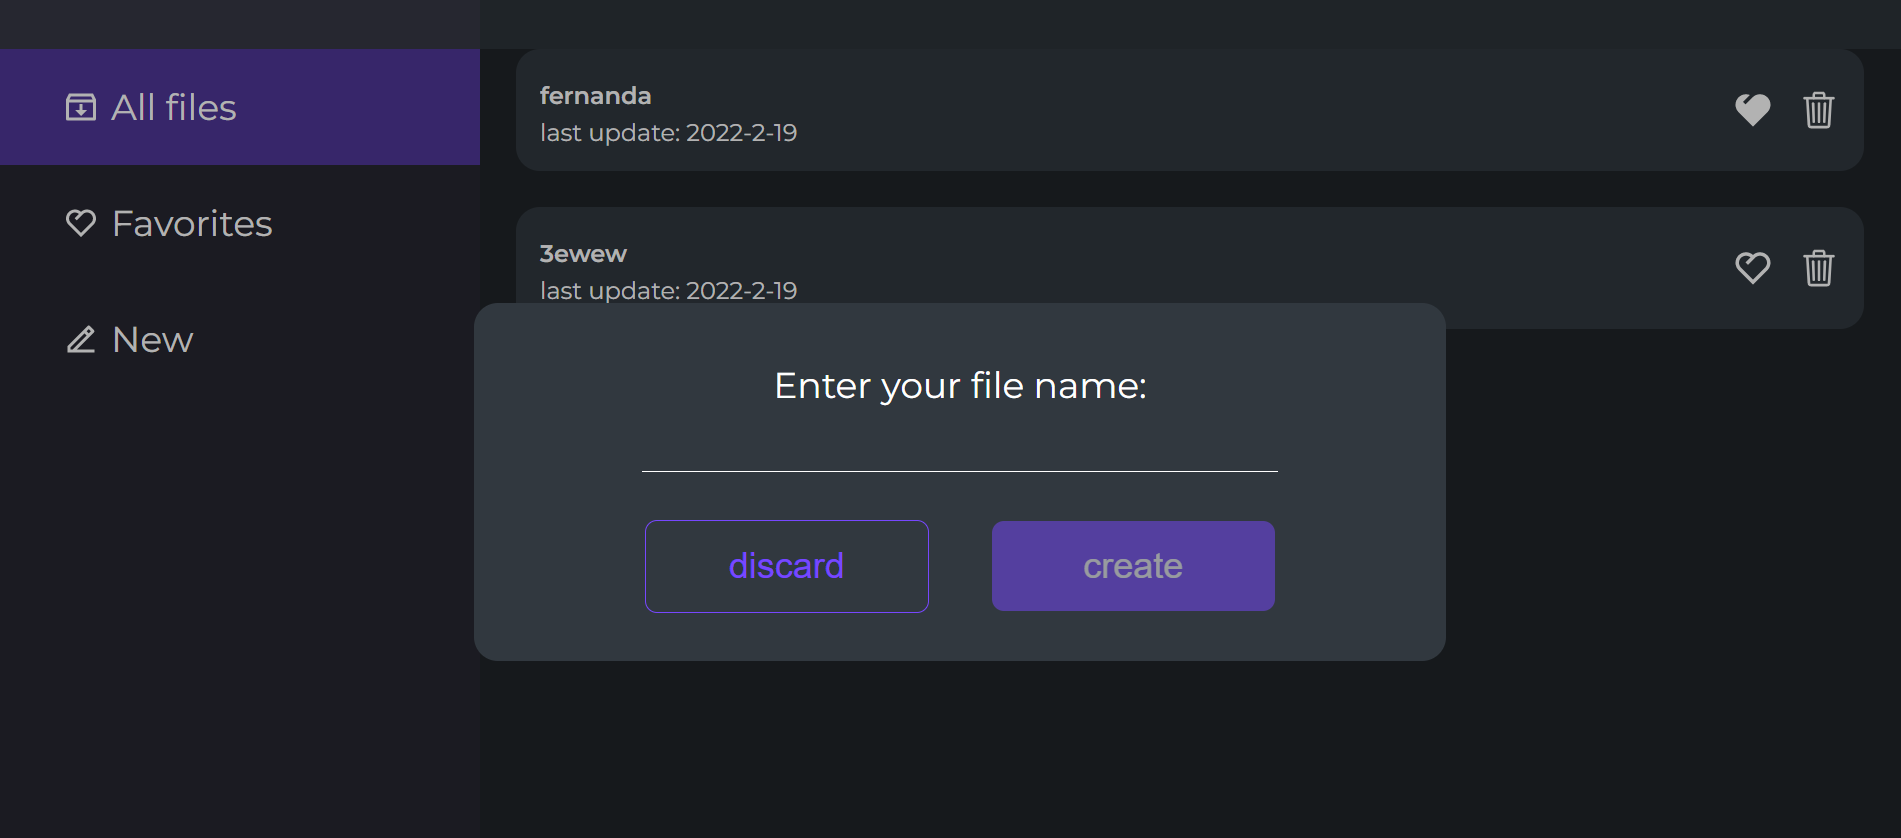 All files
Favorites
New
fernanda
last update: 2022-2-19
3ewew
last update: 2022-2-19
Enter your file name:
discard
create